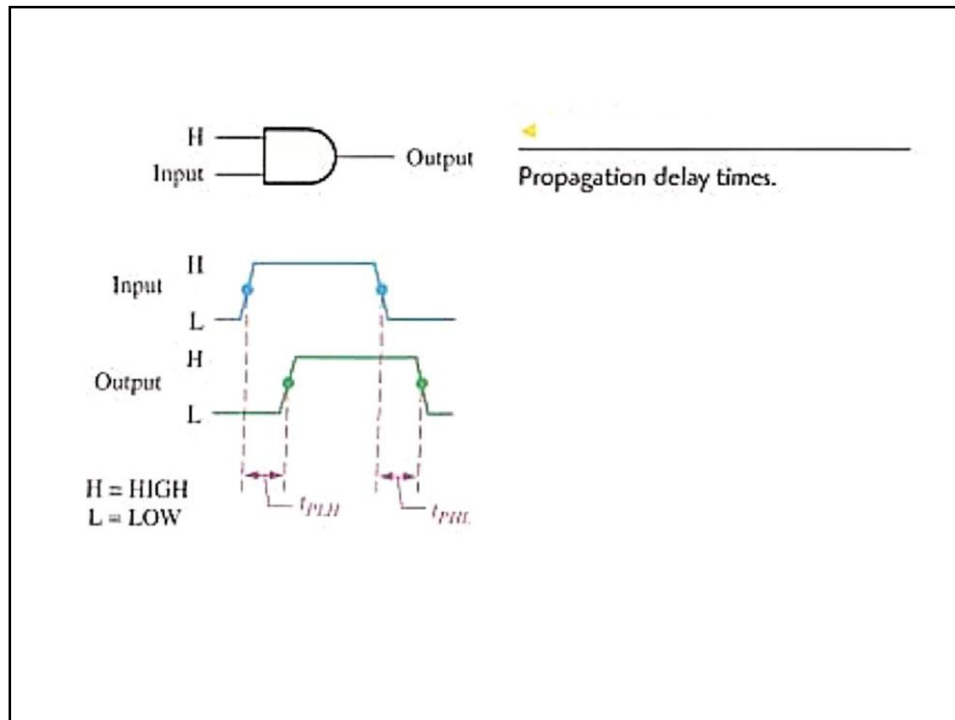 H
Input
Output
Propagation delay times.
Input
H
L
Output
H
L
H = HIGH
L = LOW
tPLH
tPHL